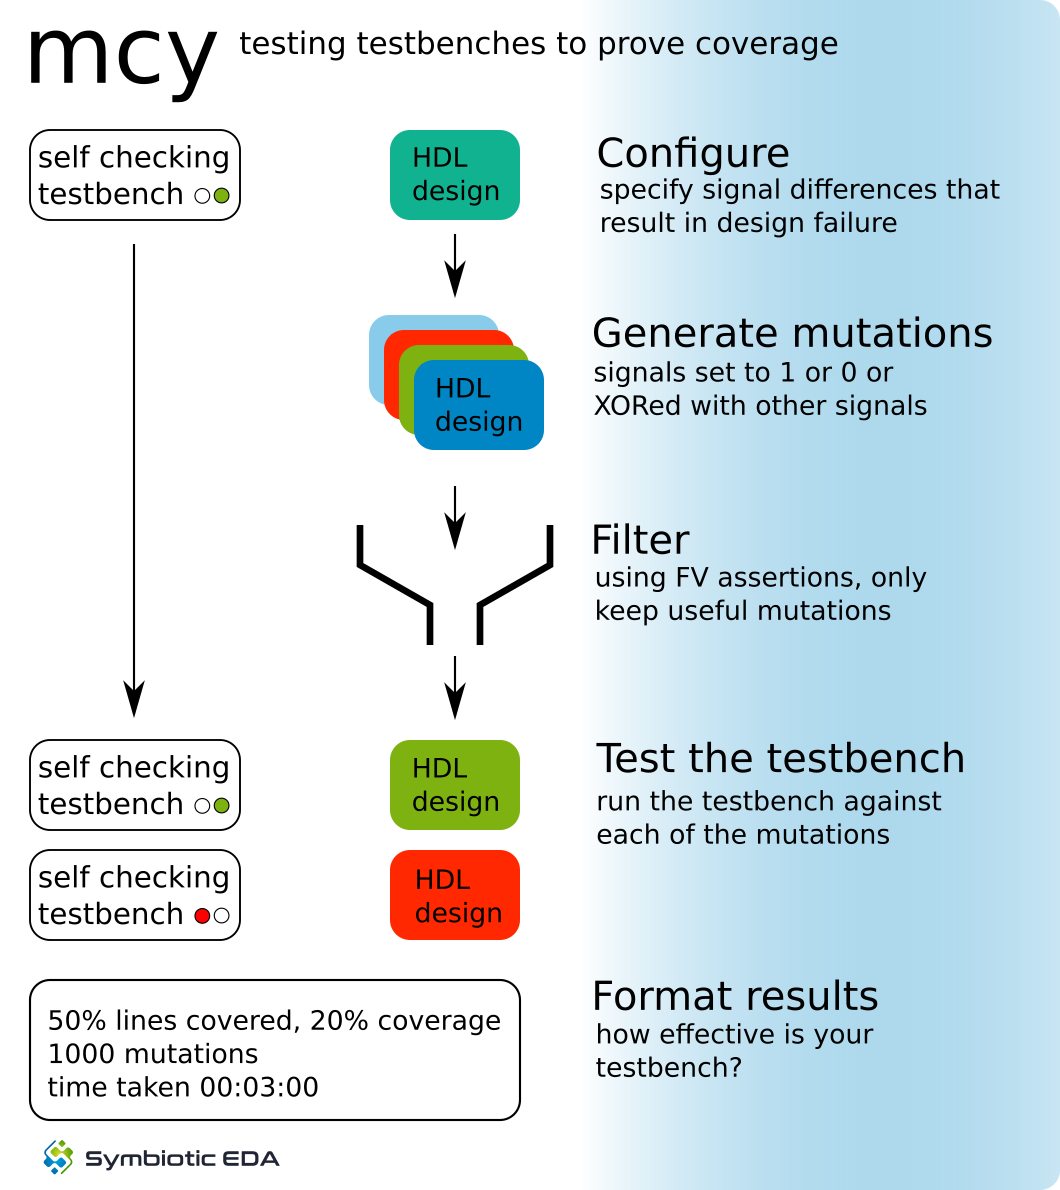 mcy testing testbenches to prove coverage
self checking
testbench
HDL
design
Configure
specify signal differences that
result in design failure
HDL
design
Generate mutations
signals set to 1 or 0 or
XORed with other signals
Filter
using FV assertions, only
keep useful mutations
self checking
testbench
HDL
design
Test the testbench
run the testbench against
each of the mutations
self checking
testbench
HDL
design
50% lines covered, 20% coverage
1000 mutations
time taken 00:03:00
Format results
how effective is your
testbench?
Symbiotic EDA